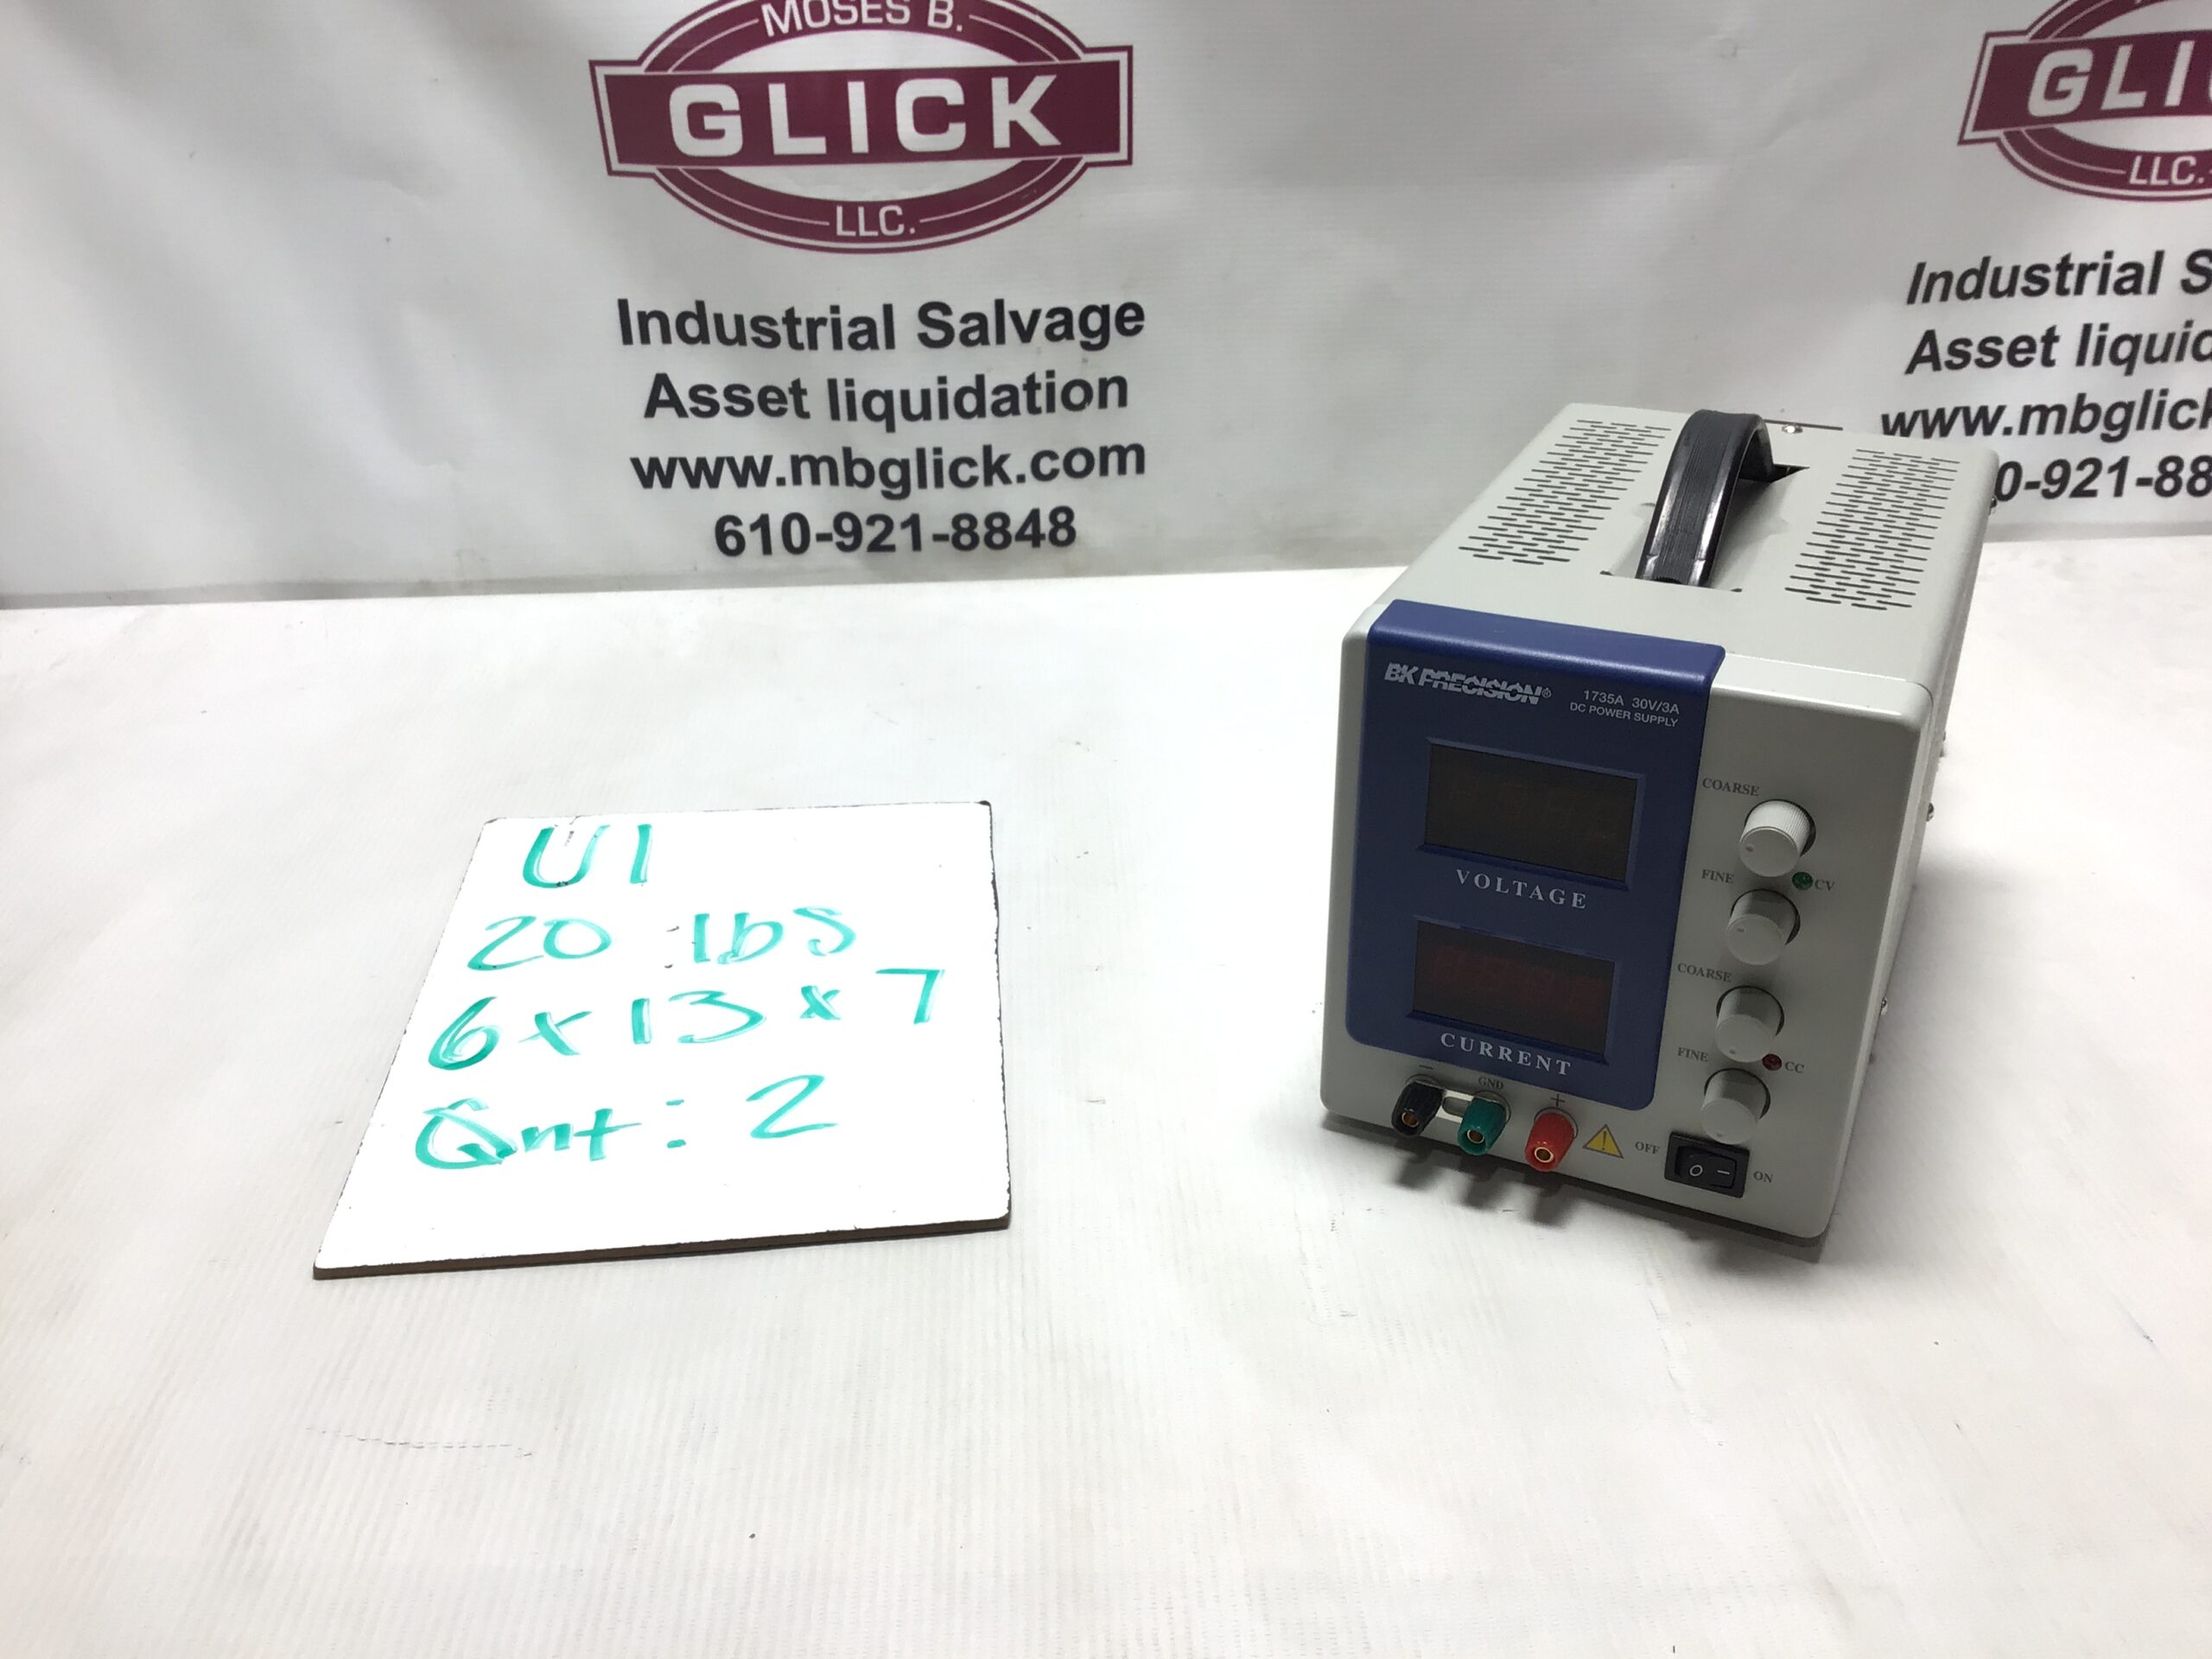 MOSES B.
GLICK
LLC.
Industrial Salvage
Asset liquidation
www.mbglick.com
610-921-8848
GLI
LLC.
Industrial S
Asset liquid
www.mbglick
0-921-88
U1
20 lbs
6x13x7
Qnt: 2
BK PRECISION®
1735A 30V/3A
DC POWER SUPPLY
VOLTAGE
CURRENT
COARSE
FINE
CV
COARSE
FINE
CC
− GND +
OFF
ON